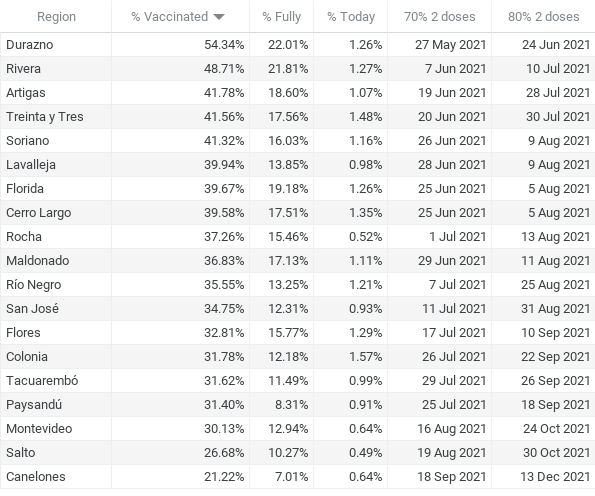 Region % Vaccinated % Fully % Today 70% 2 doses 80% 2 doses
Durazno 54.34% 22.01% 1.26% 27 May 2021 24 Jun 2021
Rivera 48.71% 21.81% 1.27% 7 Jun 2021 10 Jul 2021
Artigas 41.78% 18.60% 1.07% 19 Jun 2021 28 Jul 2021
Treinta y Tres 41.56% 17.56% 1.48% 20 Jun 2021 30 Jul 2021
Soriano 41.32% 16.03% 1.16% 26 Jun 2021 9 Aug 2021
Lavalleja 39.94% 13.85% 0.98% 28 Jun 2021 9 Aug 2021
Florida 39.67% 19.18% 1.26% 25 Jun 2021 5 Aug 2021
Cerro Largo 39.58% 17.51% 1.35% 25 Jun 2021 5 Aug 2021
Rocha 37.26% 15.46% 0.52% 1 Jul 2021 13 Aug 2021
Maldonado 36.83% 17.13% 1.11% 29 Jun 2021 11 Aug 2021
Río Negro 35.55% 13.25% 1.21% 7 Jul 2021 25 Aug 2021
San José 34.75% 12.31% 0.93% 11 Jul 2021 31 Aug 2021
Flores 32.81% 15.77% 1.29% 17 Jul 2021 10 Sep 2021
Colonia 31.78% 12.18% 1.57% 26 Jul 2021 22 Sep 2021
Tacuarembó 31.62% 11.49% 0.99% 29 Jul 2021 26 Sep 2021
Paysandú 31.40% 8.31% 0.91% 25 Jul 2021 18 Sep 2021
Montevideo 30.13% 12.94% 0.64% 16 Aug 2021 24 Oct 2021
Salto 26.68% 10.27% 0.49% 19 Aug 2021 30 Oct 2021
Canelones 21.22% 7.01% 0.64% 18 Sep 2021 13 Dec 2021